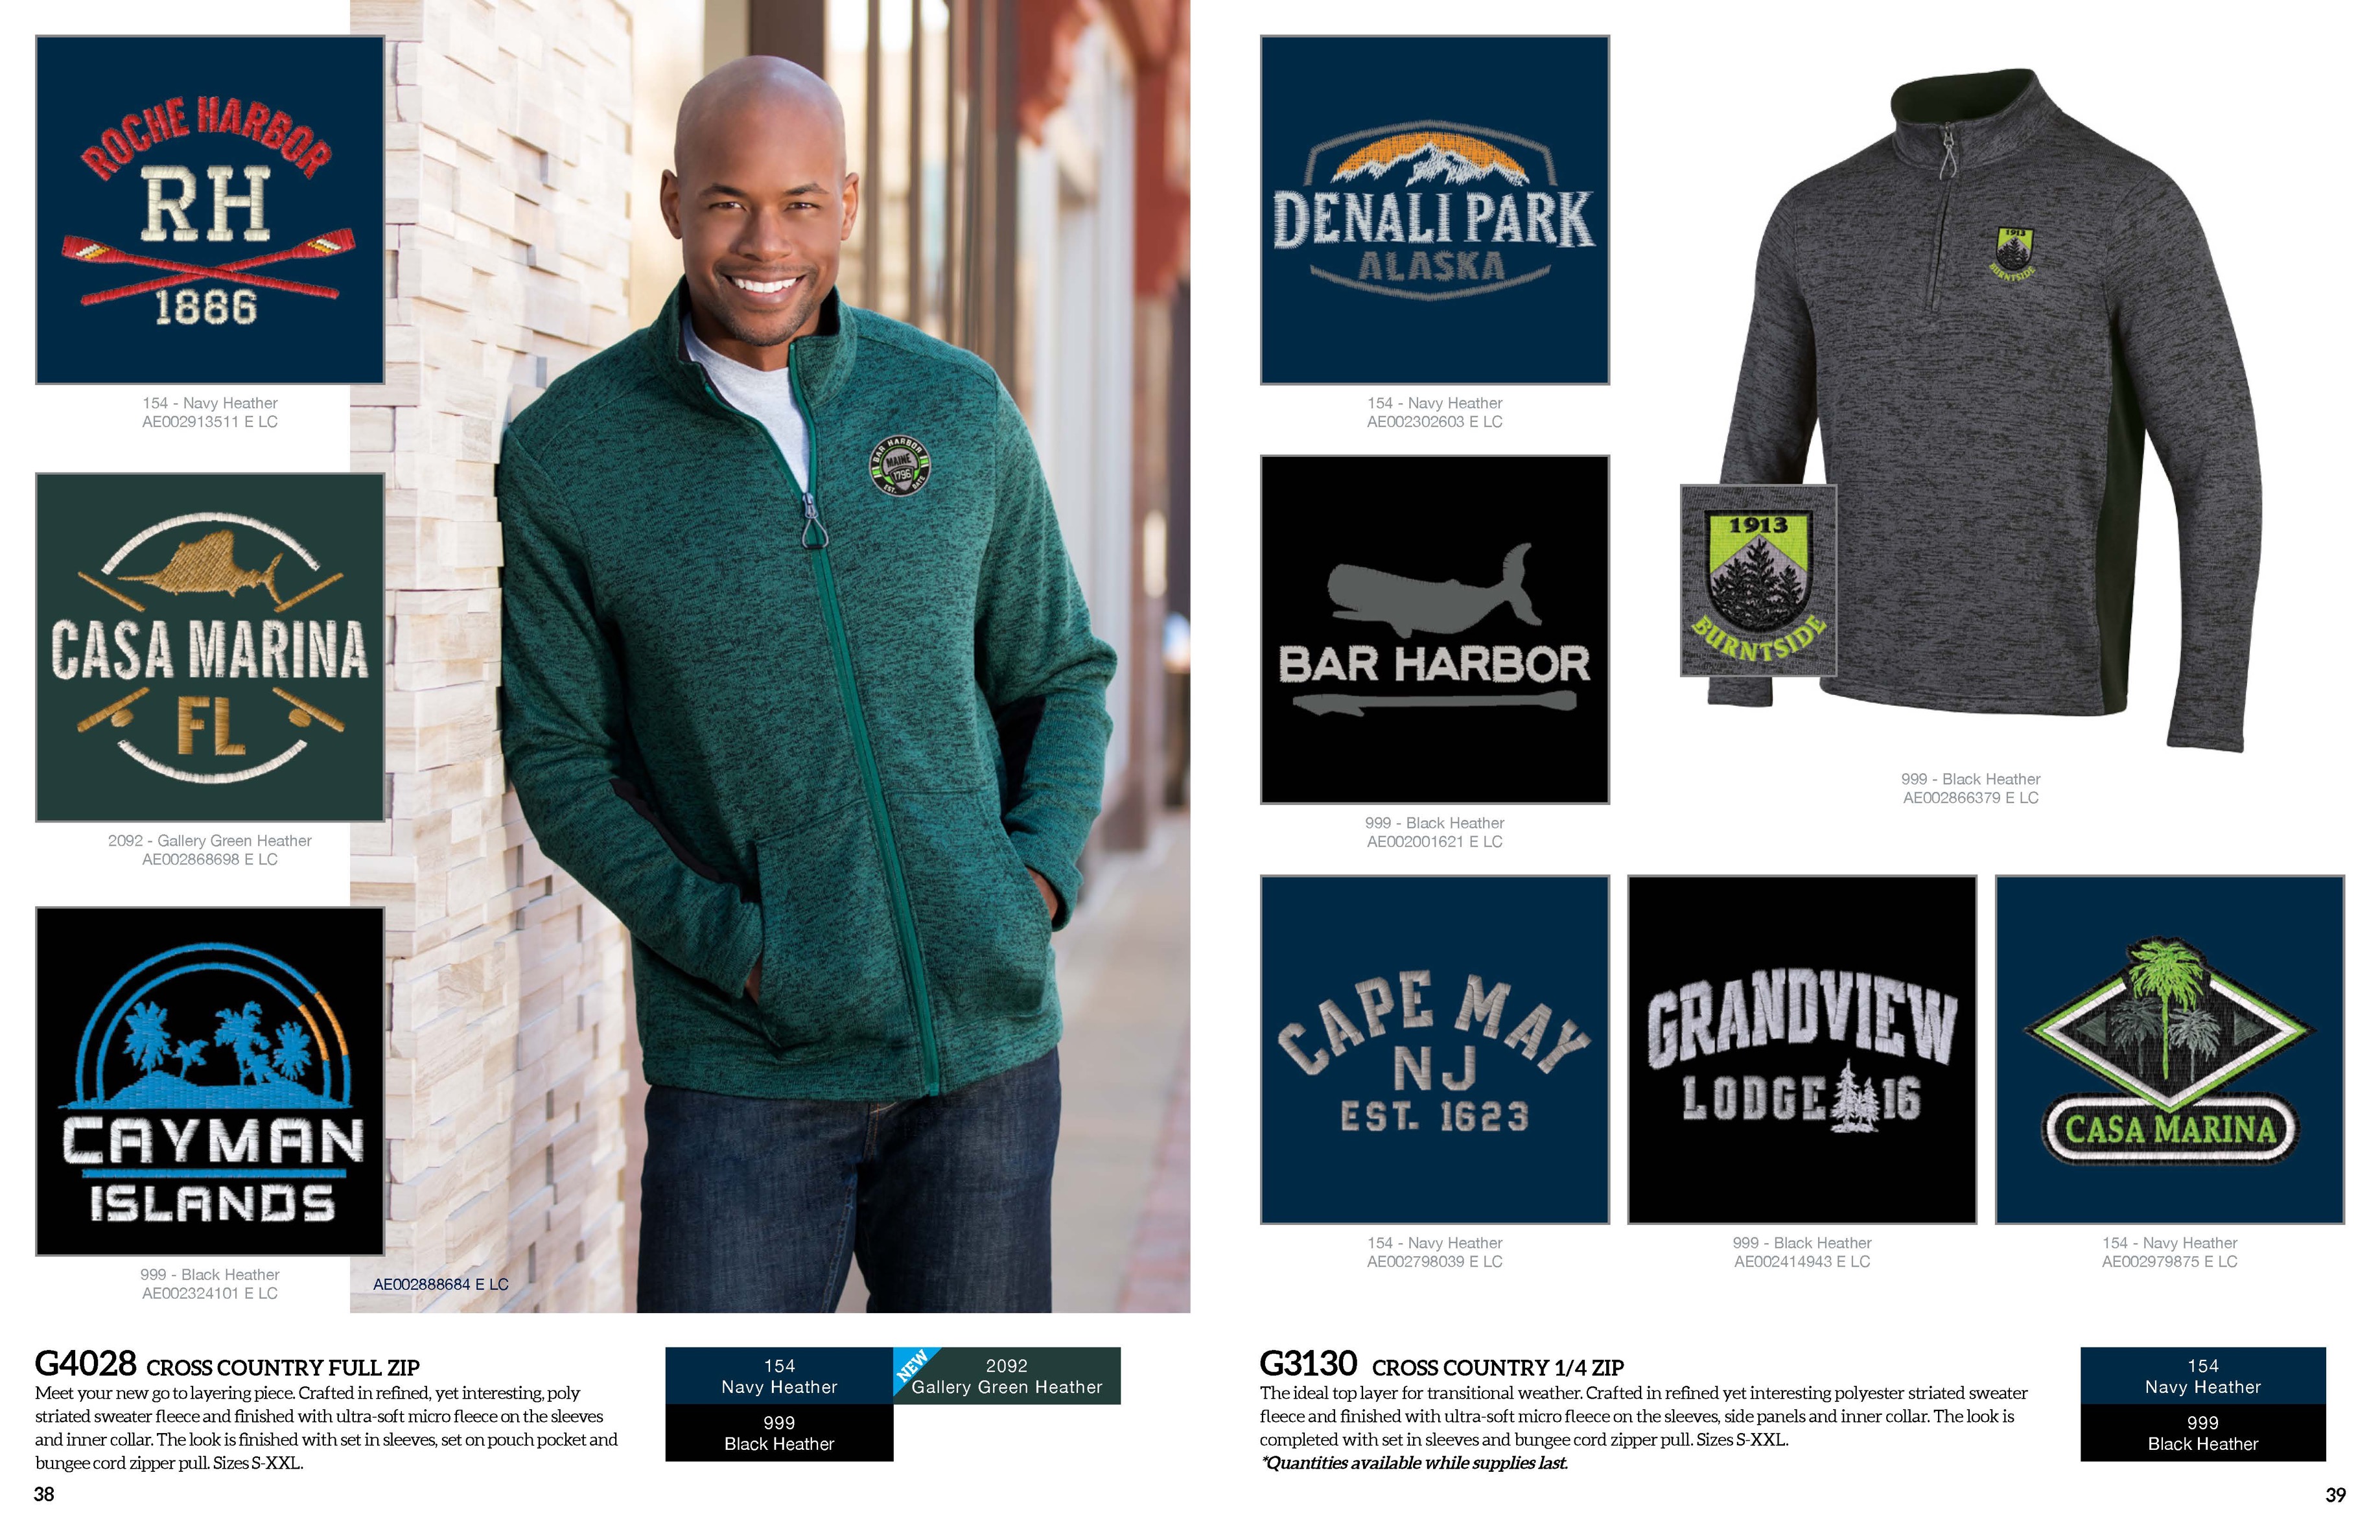 ROCHE HARBOR
RH
1886
154 - Navy Heather
AE002913511 E LC
CASA MARINA
FL
2092 - Gallery Green Heather
AE002868698 E LC
CAYMAN
ISLANDS
999 - Black Heather
AE002324101 E LC
BAR HARBOR
MAINE
1796
EST. DATE
AE002888684 E LC
G4028 CROSS COUNTRY FULL ZIP
Meet your new go to layering piece. Crafted in refined, yet interesting, poly
striated sweater fleece and finished with ultra-soft micro fleece on the sleeves
and inner collar. The look is finished with set in sleeves, set on pouch pocket and
bungee cord zipper pull. Sizes S-XXL.
154
Navy Heather
NEW
2092
Gallery Green Heather
999
Black Heather
38
DENALI PARK
ALASKA
154 - Navy Heather
AE002302603 E LC
BAR HARBOR
999 - Black Heather
AE002001621 E LC
1913
BURNTSIDE
1913
BURNTSIDE
999 - Black Heather
AE002866379 E LC
CAPE MAY
NJ
EST. 1623
154 - Navy Heather
AE002798039 E LC
GRANDVIEW
LODGE 16
999 - Black Heather
AE002414943 E LC
CASA MARINA
154 - Navy Heather
AE002979875 E LC
G3130 CROSS COUNTRY 1/4 ZIP
The ideal top layer for transitional weather. Crafted in refined yet interesting polyester striated sweater
fleece and finished with ultra-soft micro fleece on the sleeves, side panels and inner collar. The look is
completed with set in sleeves and bungee cord zipper pull. Sizes S-XXL.
*Quantities available while supplies last.
154
Navy Heather
999
Black Heather
39